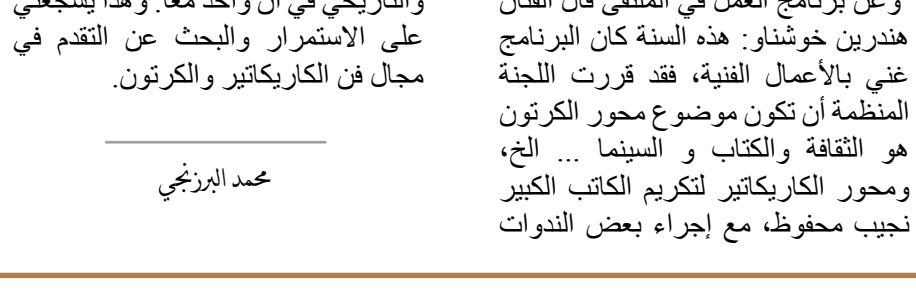 وعن برنامج العمل في الملتقى قال الفنان
هندرين خوشناو: هذه السنة كان البرنامج
غني بالأعمال الفنية، فقد قررت اللجنة
المنظمة أن تكون موضوع محور الكرتون
هو الثقافة والكتاب و السينما ... الخ،
ومحور الكاريكاتير لتكريم الكاتب الكبير
نجيب محفوظ، مع إجراء بعض الندوات
والتاريخي في آن واحد معاً. وهذا يشجعني
على الاستمرار والبحث عن التقدم في
مجال فن الكاريكاتير والكرتون.
محمد البرزنجي